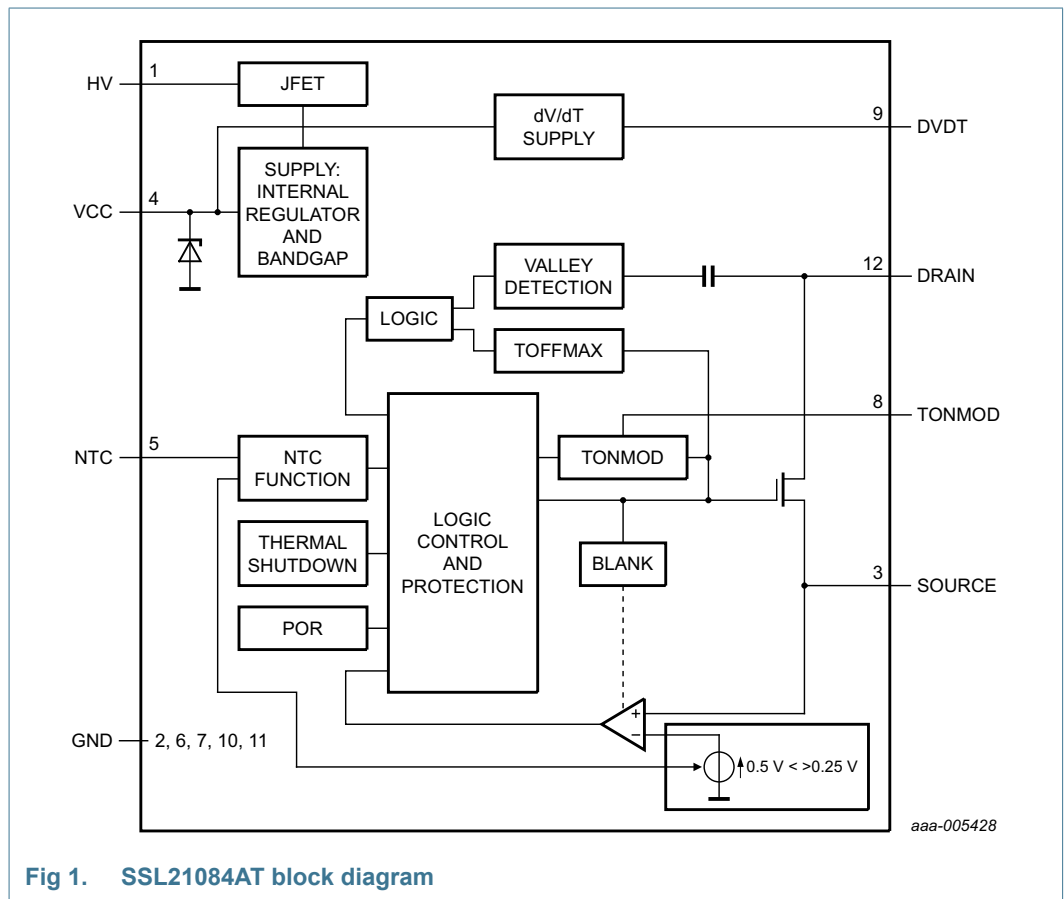 HV
1
JFET
dV/dT
SUPPLY
9
DVDT
SUPPLY:
INTERNAL
REGULATOR
AND
BANDGAP
VCC
4
VALLEY
DETECTION
12
DRAIN
LOGIC
TOFFMAX
8
TONMOD
NTC
5
NTC
FUNCTION
TONMOD
LOGIC
CONTROL
AND
PROTECTION
THERMAL
SHUTDOWN
BLANK
3
SOURCE
POR
+
−
GND
2, 6, 7, 10, 11
0.5 V < >0.25 V
aaa-005428
Fig 1. SSL21084AT block diagram